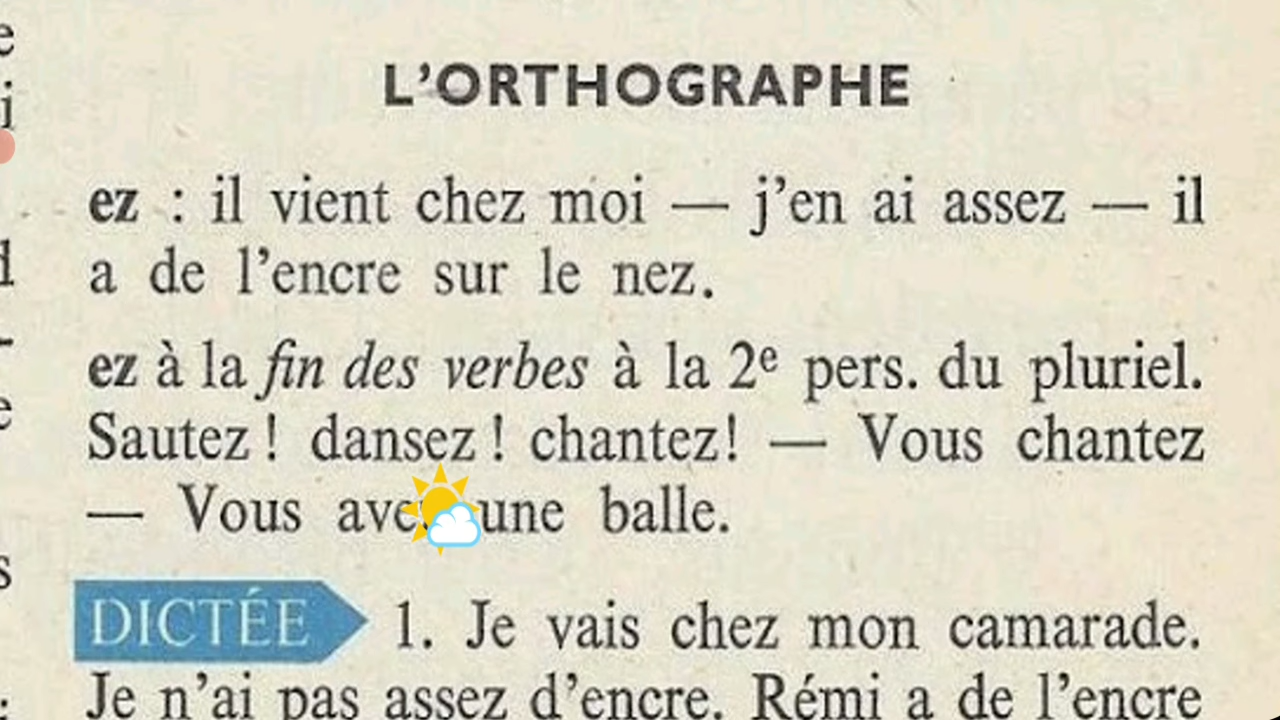 L'ORTHOGRAPHE
ez : il vient chez moi — j'en ai assez — il
a de l'encre sur le nez.
ez à la fin des verbes à la 2e pers. du pluriel.
Sautez ! dansez ! chantez! — Vous chantez
— Vous une balle.
DICTÉE 1. Je vais chez mon camarade.
Je n'ai pas assez d'encre. Rémi a de l'encre